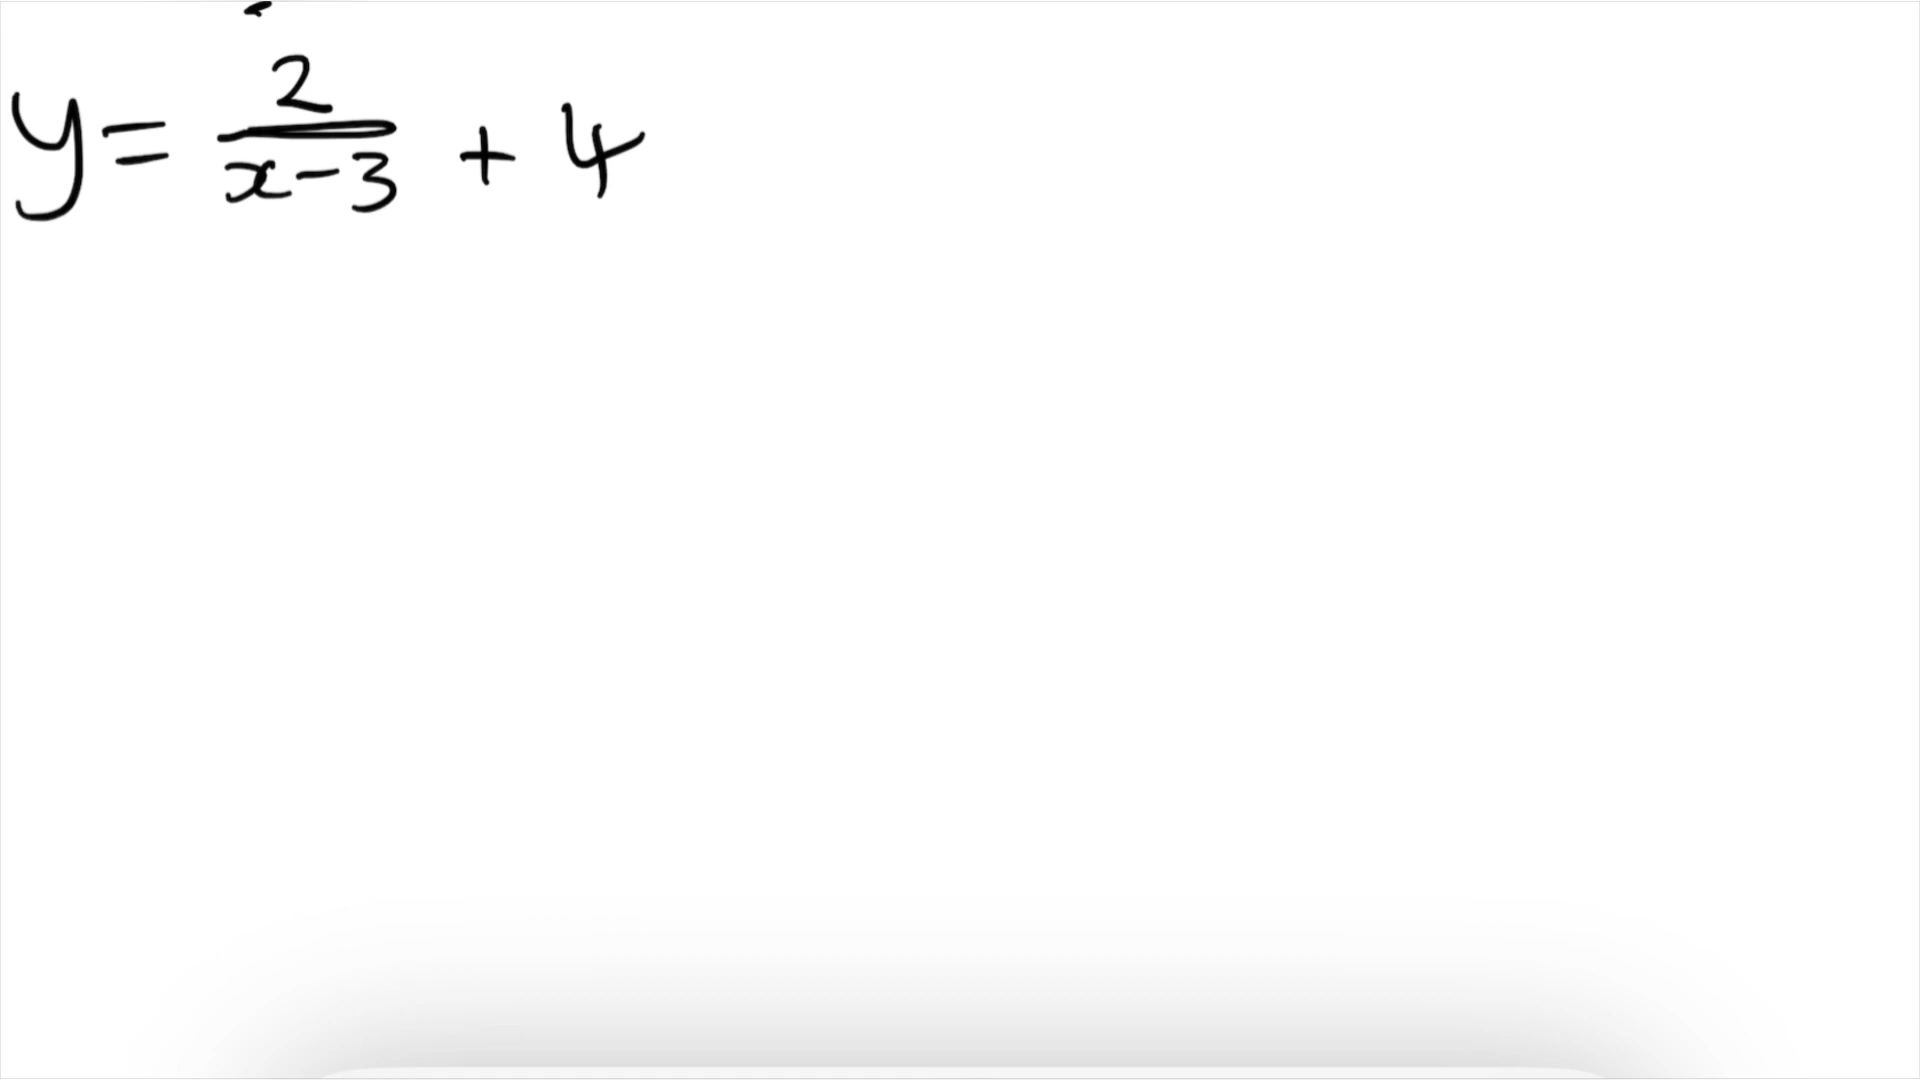 y = 2/(x-3) + 4